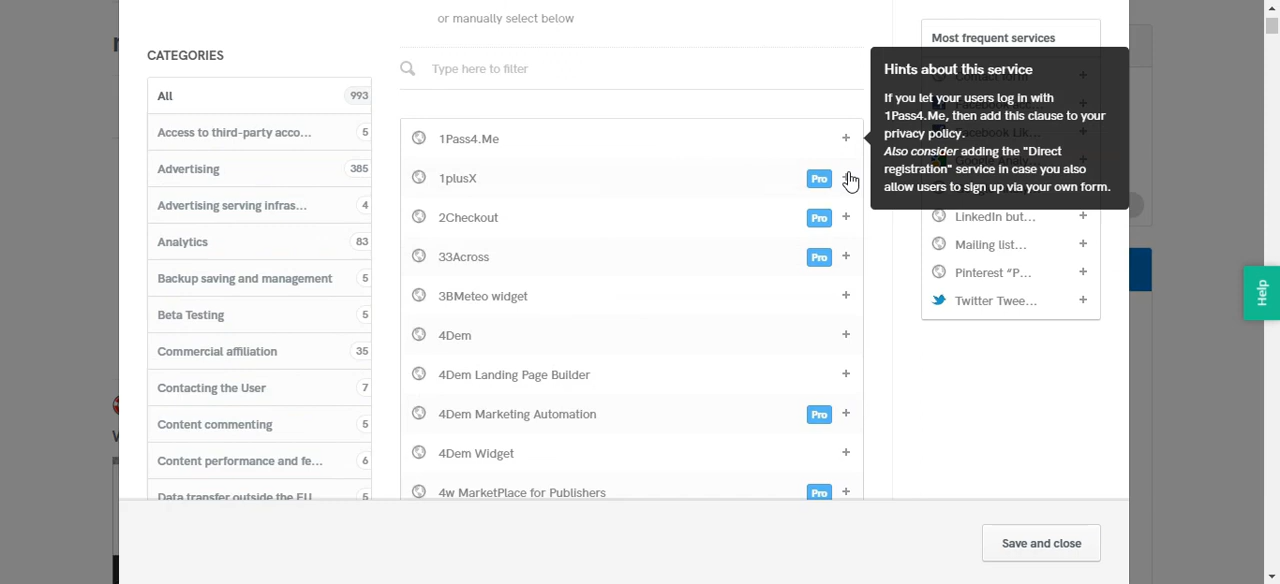 or manually select below
CATEGORIES
All 993
Access to third-party acco... 5
Advertising 385
Advertising serving infras... 4
Analytics 83
Backup saving and management 5
Beta Testing 5
Commercial affiliation 35
Contacting the User 7
Content commenting 5
Content performance and fe... 6
Data transfer outside the EU 5
Type here to filter
1Pass4.Me +
1plusX Pro
2Checkout Pro +
33Across Pro +
3BMeteo widget +
4Dem +
4Dem Landing Page Builder +
4Dem Marketing Automation Pro +
4Dem Widget +
4w MarketPlace for Publishers Pro +
Most frequent services
Hints about this service
If you let your users log in with
1Pass4.Me, then add this clause to your
privacy policy.
Also consider adding the "Direct
registration" service in case you also
allow users to sign up via your own form.
LinkedIn but... +
Mailing list... +
Pinterest “P... +
Twitter Twee... +
Help
Save and close